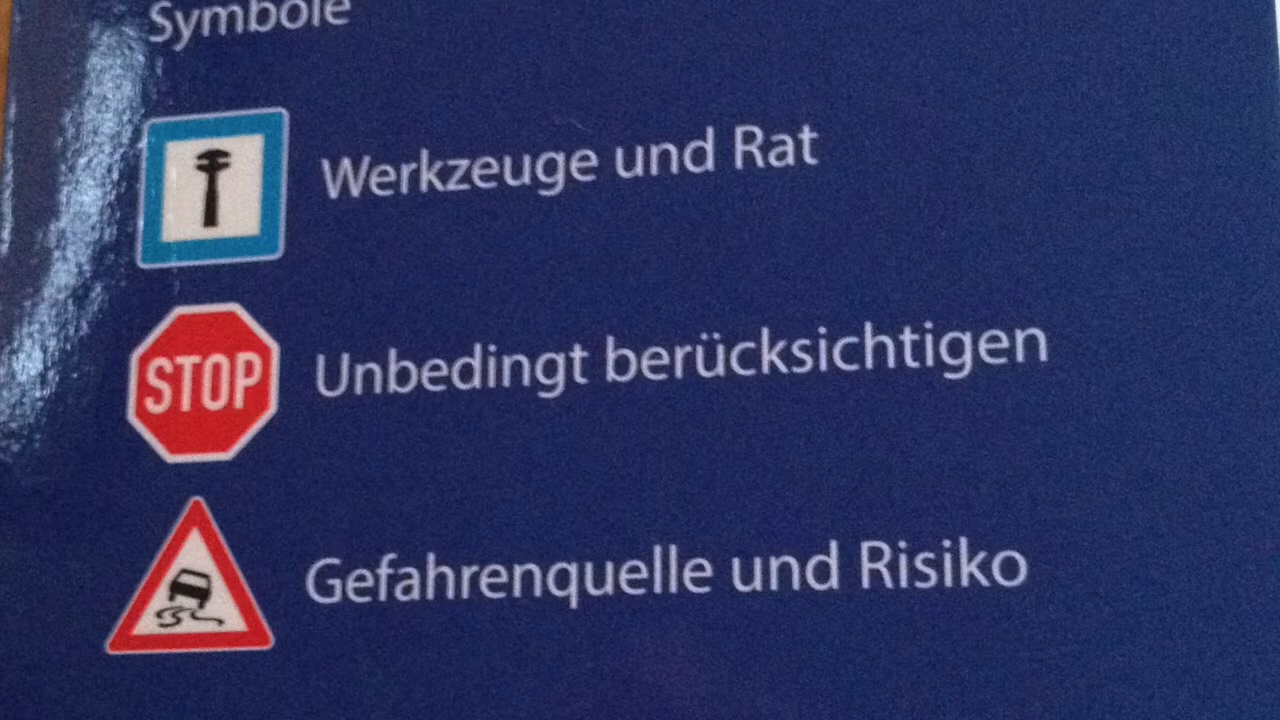 Symbole
Werkzeuge und Rat
STOP
Unbedingt berücksichtigen
Gefahrenquelle und Risiko